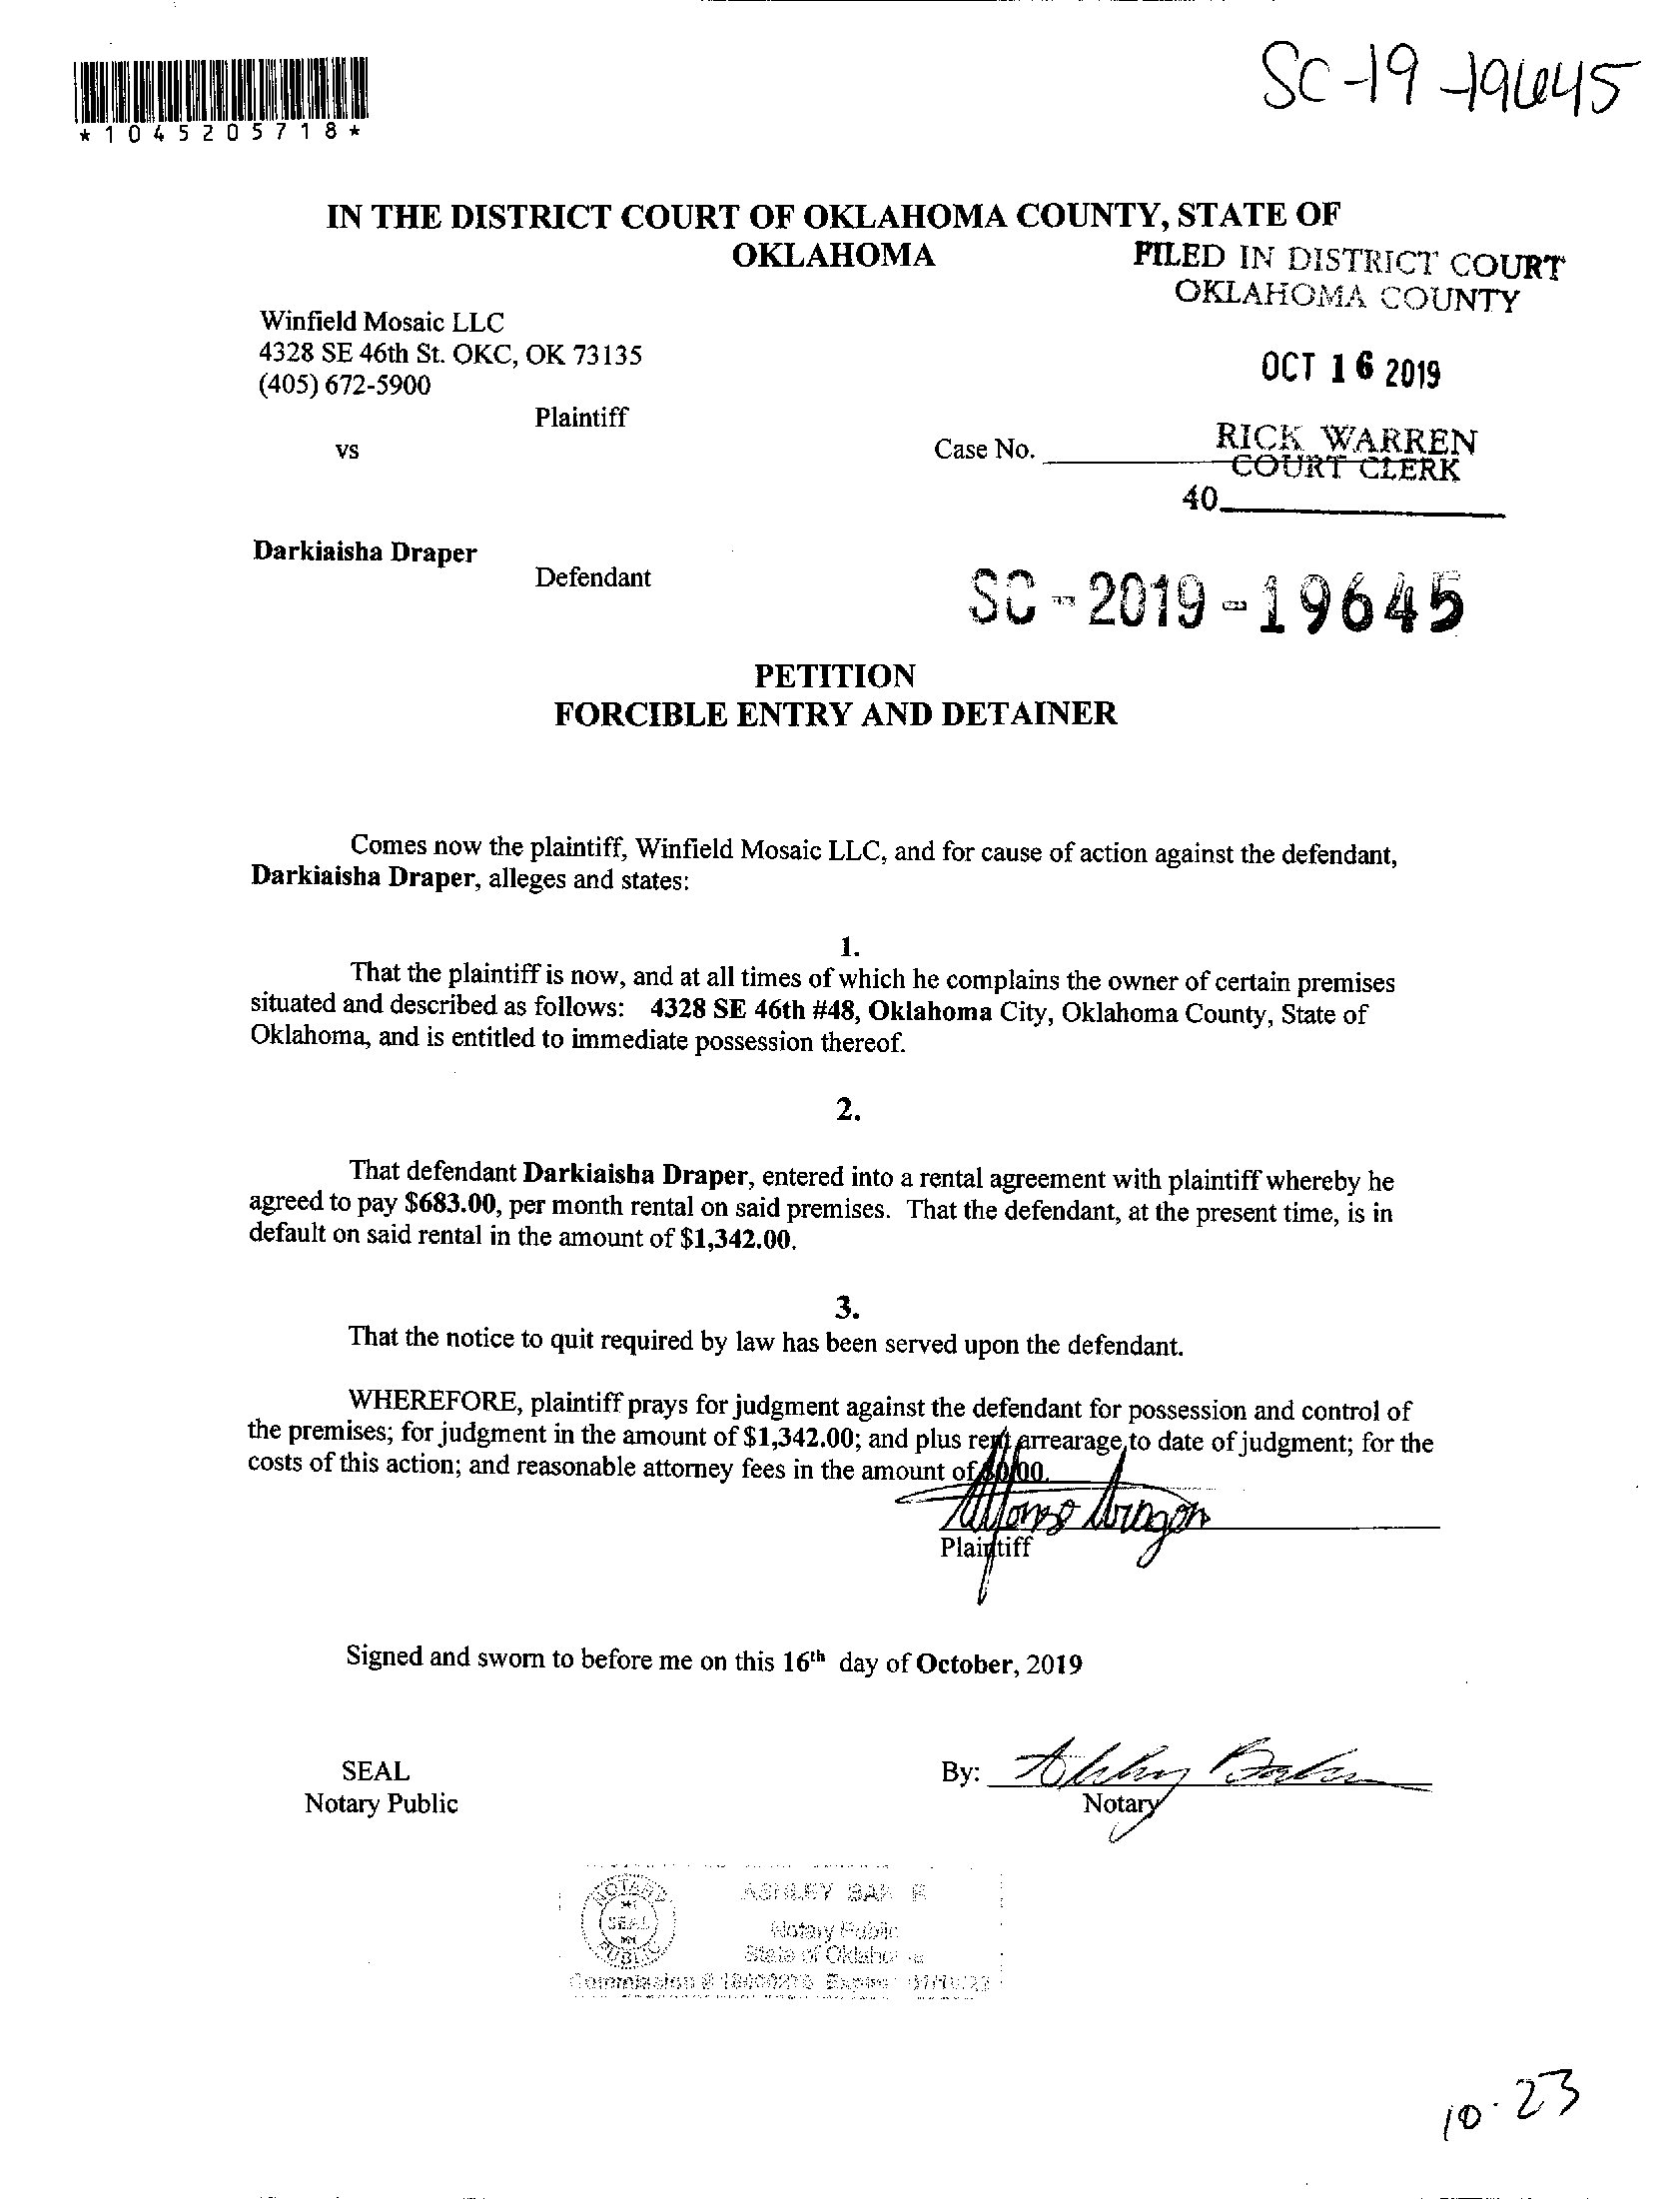 SC-19-19645
*1045205718*
IN THE DISTRICT COURT OF OKLAHOMA COUNTY, STATE OF
OKLAHOMA
FILED IN DISTRICT COURT
OKLAHOMA COUNTY
Winfield Mosaic LLC
4328 SE 46th St. OKC, OK 73135
(405) 672-5900
OCT 16 2019
Plaintiff
vs
Case No.
RICK WARREN
COURT CLERK
40
Darkiaisha Draper
Defendant
SC-2019-19645
PETITION
FORCIBLE ENTRY AND DETAINER
Comes now the plaintiff, Winfield Mosaic LLC, and for cause of action against the defendant,
Darkiaisha Draper, alleges and states:
1.
That the plaintiff is now, and at all times of which he complains the owner of certain premises
situated and described as follows: 4328 SE 46th #48, Oklahoma City, Oklahoma County, State of
Oklahoma, and is entitled to immediate possession thereof.
2.
That defendant Darkiaisha Draper, entered into a rental agreement with plaintiff whereby he
agreed to pay $683.00, per month rental on said premises. That the defendant, at the present time, is in
default on said rental in the amount of $1,342.00.
3.
That the notice to quit required by law has been served upon the defendant.
WHEREFORE, plaintiff prays for judgment against the defendant for possession and control of
the premises; for judgment in the amount of $1,342.00; and plus rent arrearage to date of judgment; for the
costs of this action; and reasonable attorney fees in the amount of $0.00.
Alfonso Aragon
Plaintiff
Signed and sworn to before me on this 16th day of October, 2019
SEAL
Notary Public
By:
Notary
NOTARY
SEAL
PUBLIC
ASHLEY
Notary Public
State of
Commission #
10-23